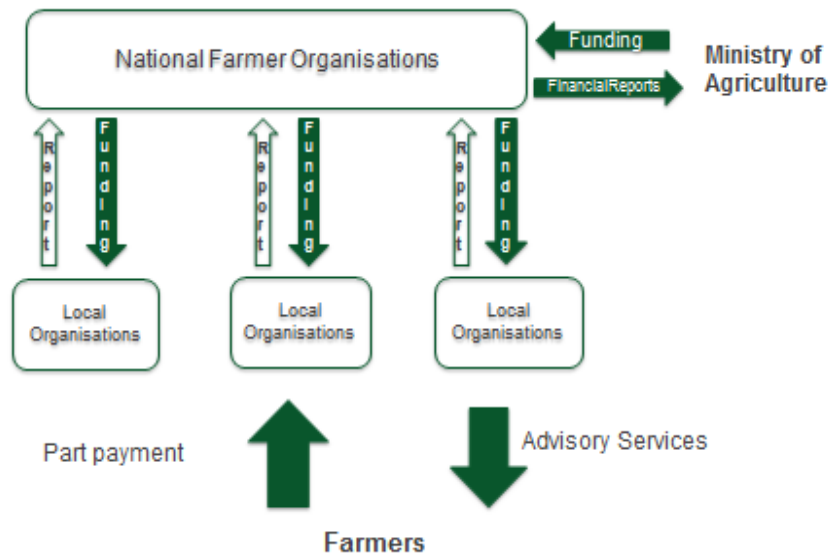 National Farmer Organisations
Funding
FinancialReports
Ministry of
Agriculture
Report
Funding
Report
Funding
Report
Funding
Local
Organisations
Local
Organisations
Local
Organisations
Part payment
Advisory Services
Farmers